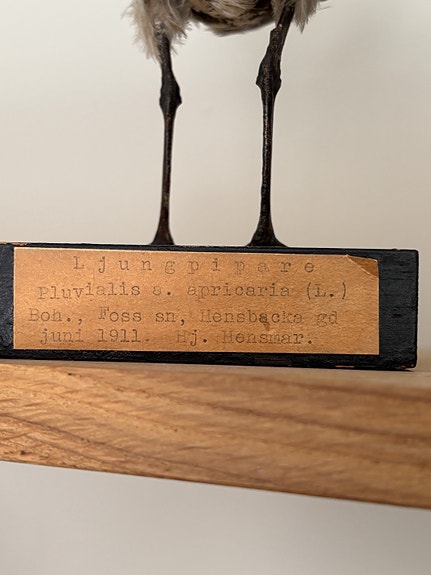 Ljungpipare
Pluvialis a. apricaria (L.)
Boh., Foss sn, Hensbacka gd
juni 1911. Hj. Hensmar.